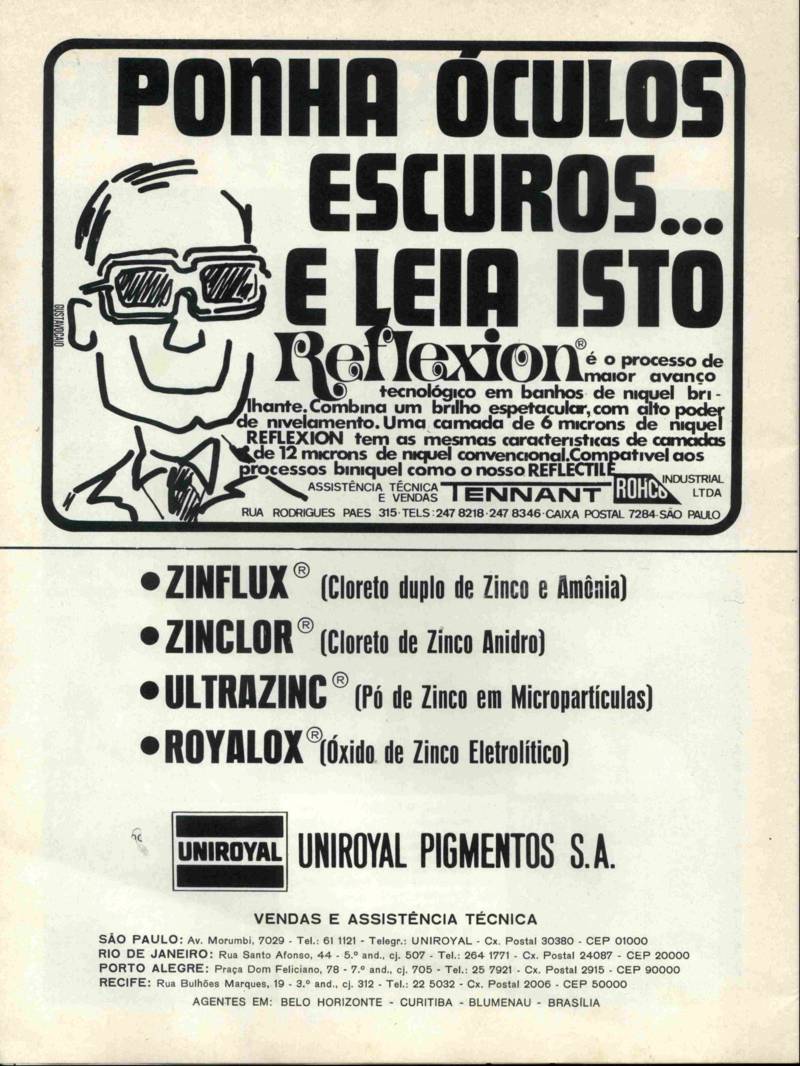 PONHA ÓCULOS
ESCUROS...
E LEIA ISTO
GUSTAVOCAIO
Reflexion® é o processo de
maior avanço
tecnológico em banhos de niquel bri-
lhante. Combina um brilho espetacular, com alto poder
de nivelamento. Uma camada de 6 microns de niquel
REFLEXION tem as mesmas caracteristicas de camadas
de 12 microns de niquel convencional. Compativel aos
processos biniquel como o nosso REFLECTILE
ASSISTÊNCIA TÉCNICA
E VENDAS TENNANT ROHCO INDUSTRIAL
LTDA
RUA RODRIGUES PAES 315·TELS: 247 8218·247 8346·CAIXA POSTAL 7284-SÃO PAULO
• ZINFLUX® (Cloreto duplo de Zinco e Amônia)
• ZINCLOR® (Cloreto de Zinco Anidro)
• ULTRAZINC® (Pó de Zinco em Micropartículas)
• ROYALOX® (Óxido de Zinco Eletrolítico)
UNIROYAL UNIROYAL PIGMENTOS S.A.
VENDAS E ASSISTÊNCIA TÉCNICA
SÃO PAULO: Av. Morumbi, 7029 - Tel.: 61 1121 - Telegr.: UNIROYAL - Cx. Postal 30380 - CEP 01000
RIO DE JANEIRO: Rua Santo Afonso, 44 - 5.º and., cj. 507 - Tel.: 264 1771 - Cx. Postal 24087 - CEP 20000
PORTO ALEGRE: Praça Dom Feliciano, 78 - 7.º and., cj. 705 - Tel.: 25 7921 - Cx. Postal 2915 - CEP 90000
RECIFE: Rua Bulhões Marques, 19 - 3.º and., cj. 312 - Tel.: 22 5032 - Cx. Postal 2006 - CEP 50000
AGENTES EM: BELO HORIZONTE - CURITIBA - BLUMENAU - BRASÍLIA